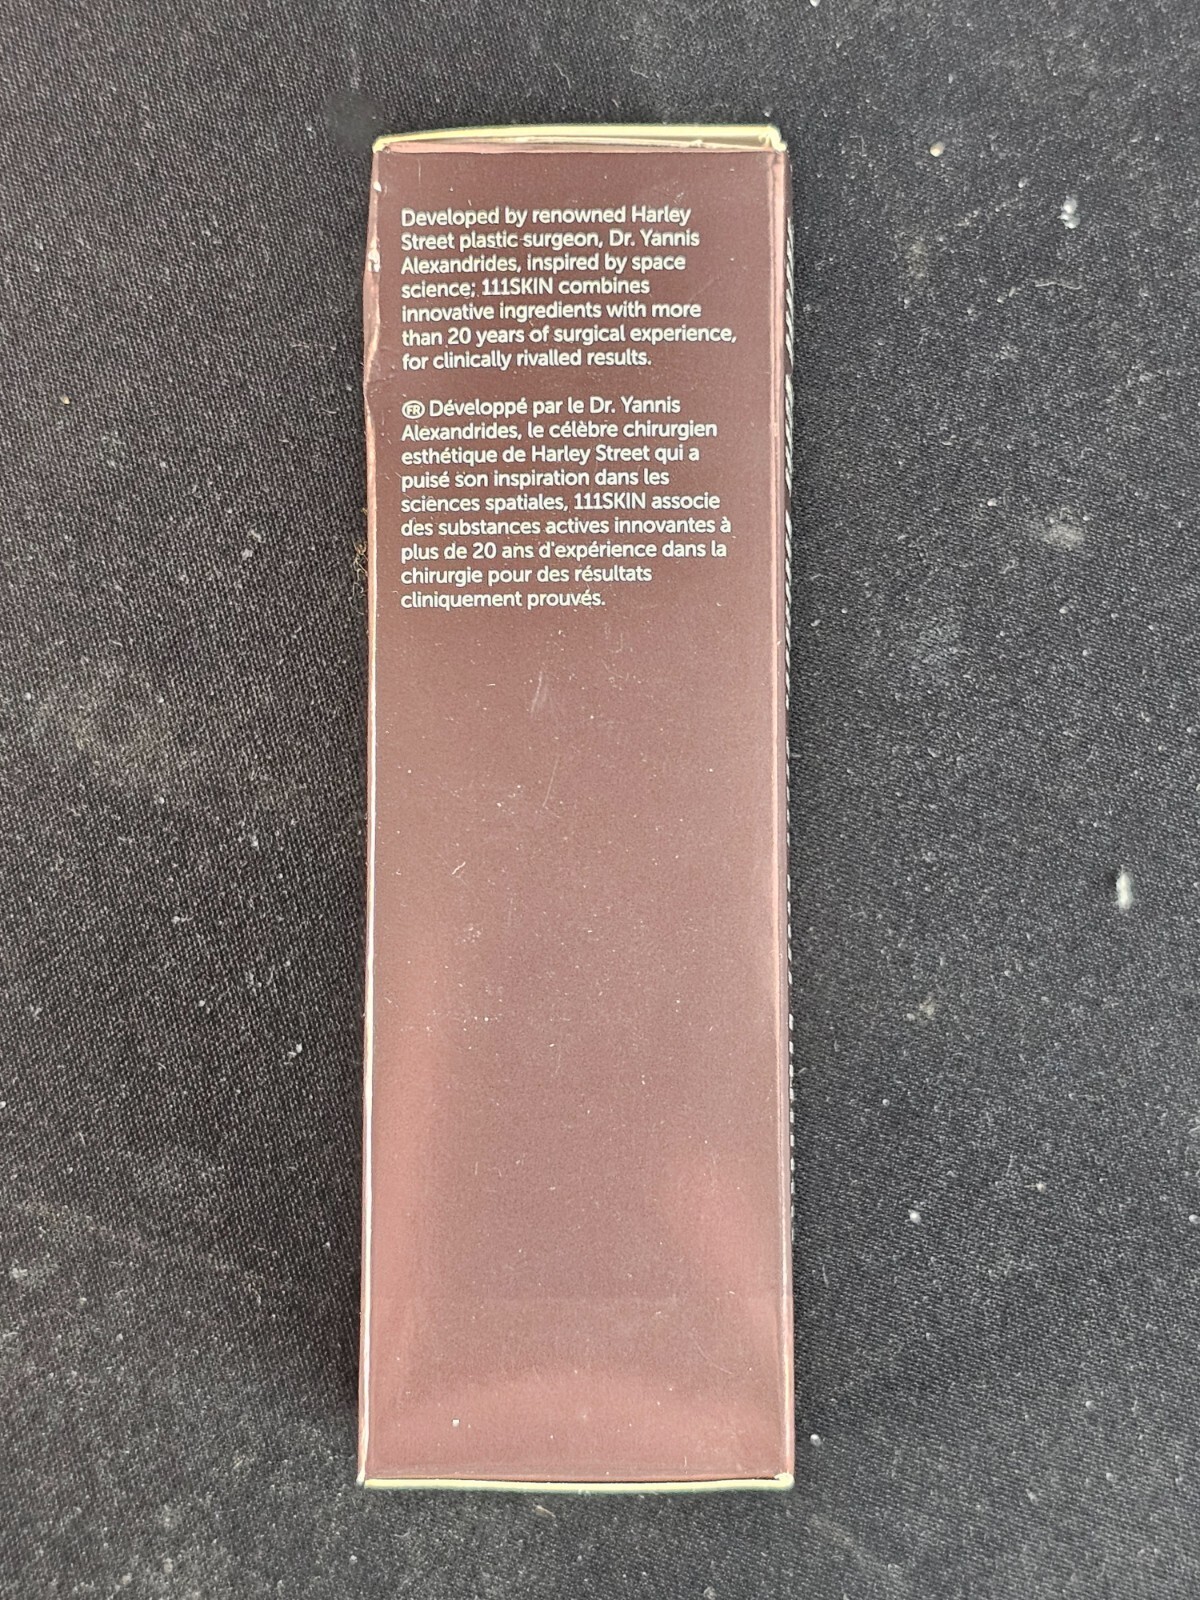 Developed by renowned Harley
Street plastic surgeon, Dr. Yannis
Alexandrides, inspired by space
science; 111SKIN combines
innovative ingredients with more
than 20 years of surgical experience,
for clinically rivalled results.
FR Développé par le Dr. Yannis
Alexandrides, le célèbre chirurgien
esthétique de Harley Street qui a
puisé son inspiration dans les
sciences spatiales, 111SKIN associe
des substances actives innovantes à
plus de 20 ans d'expérience dans la
chirurgie pour des résultats
cliniquement prouvés.